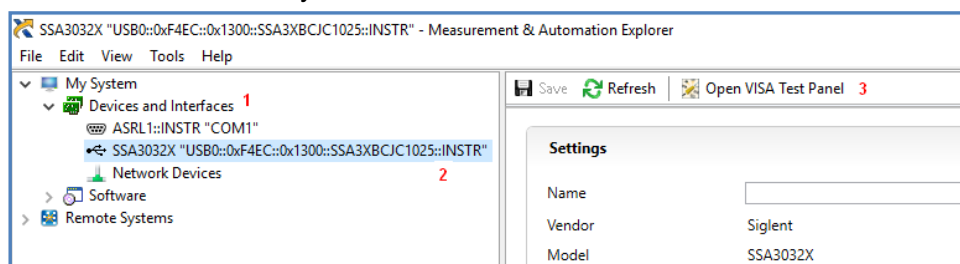 SSA3032X "USB0::0xF4EC::0x1300::SSA3XBCJC1025::INSTR" - Measurement & Automation Explorer
File Edit View Tools Help
My System
Devices and Interfaces 1
ASRL1::INSTR "COM1"
SSA3032X "USB0::0xF4EC::0x1300::SSA3XBCJC1025::INSTR"
Network Devices 2
Software
Remote Systems
Save Refresh Open VISA Test Panel 3
Settings
Name
Vendor Siglent
Model SSA3032X